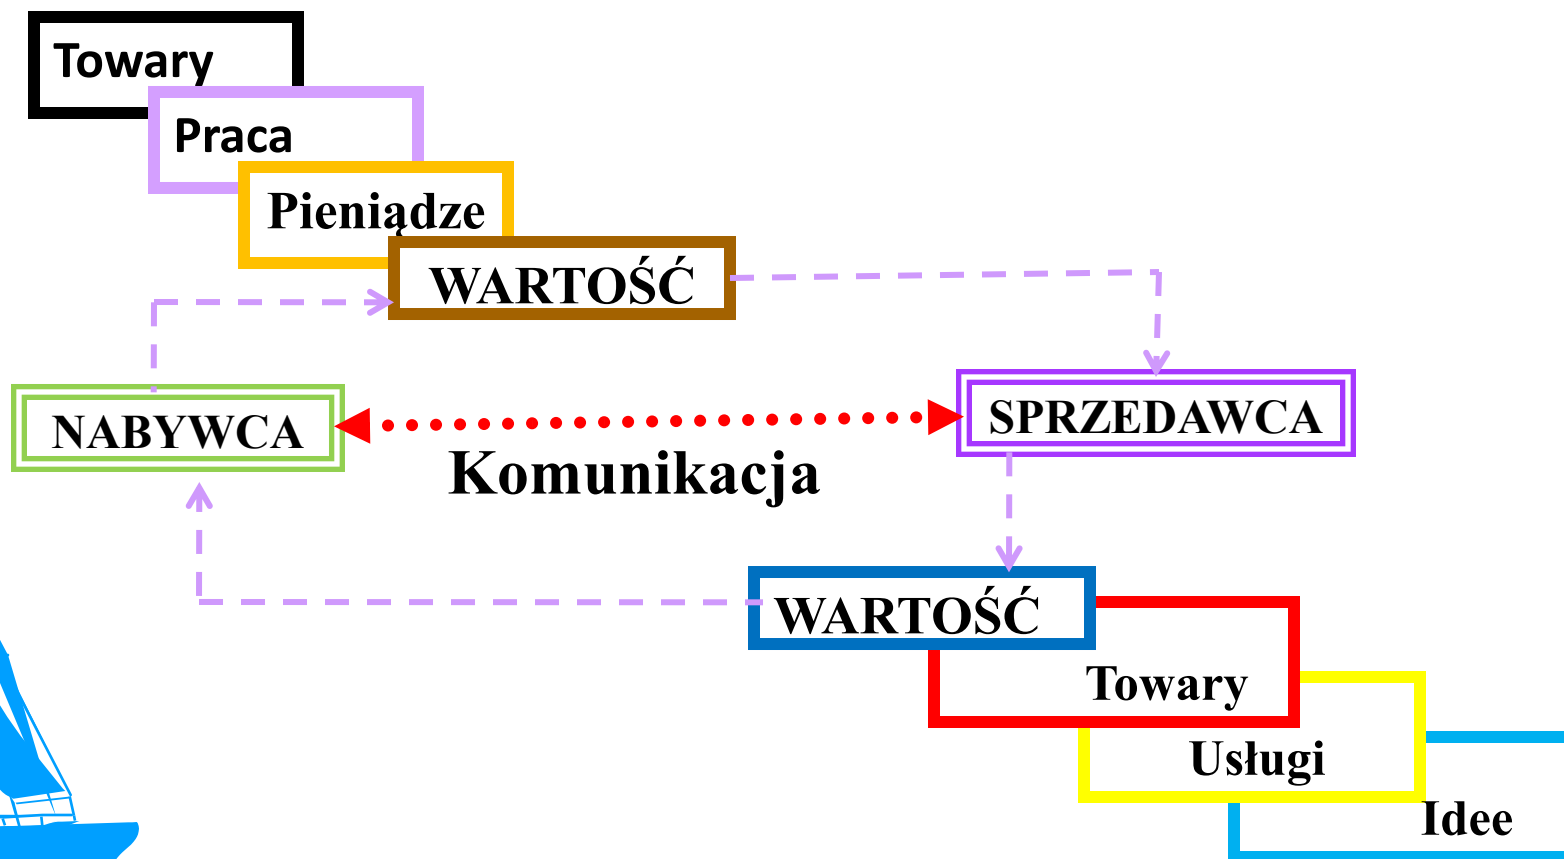 Towary
Praca
Pieniądze
WARTOŚĆ
NABYWCA
SPRZEDAWCA
Komunikacja
WARTOŚĆ
Towary
Usługi
Idee